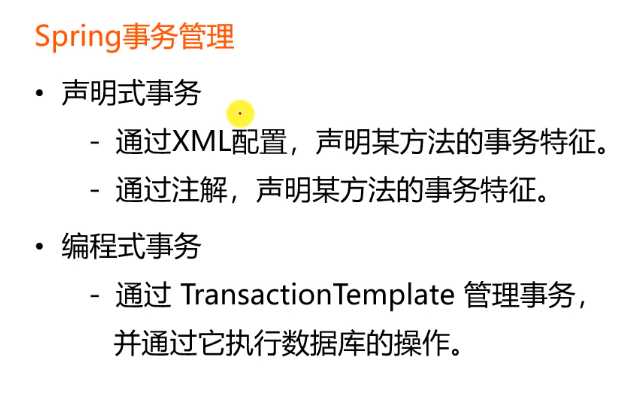 Spring事务管理
• 声明式事务
- 通过XML配置，声明某方法的事务特征。
- 通过注解，声明某方法的事务特征。
• 编程式事务
- 通过 TransactionTemplate 管理事务，
并通过它执行数据库的操作。